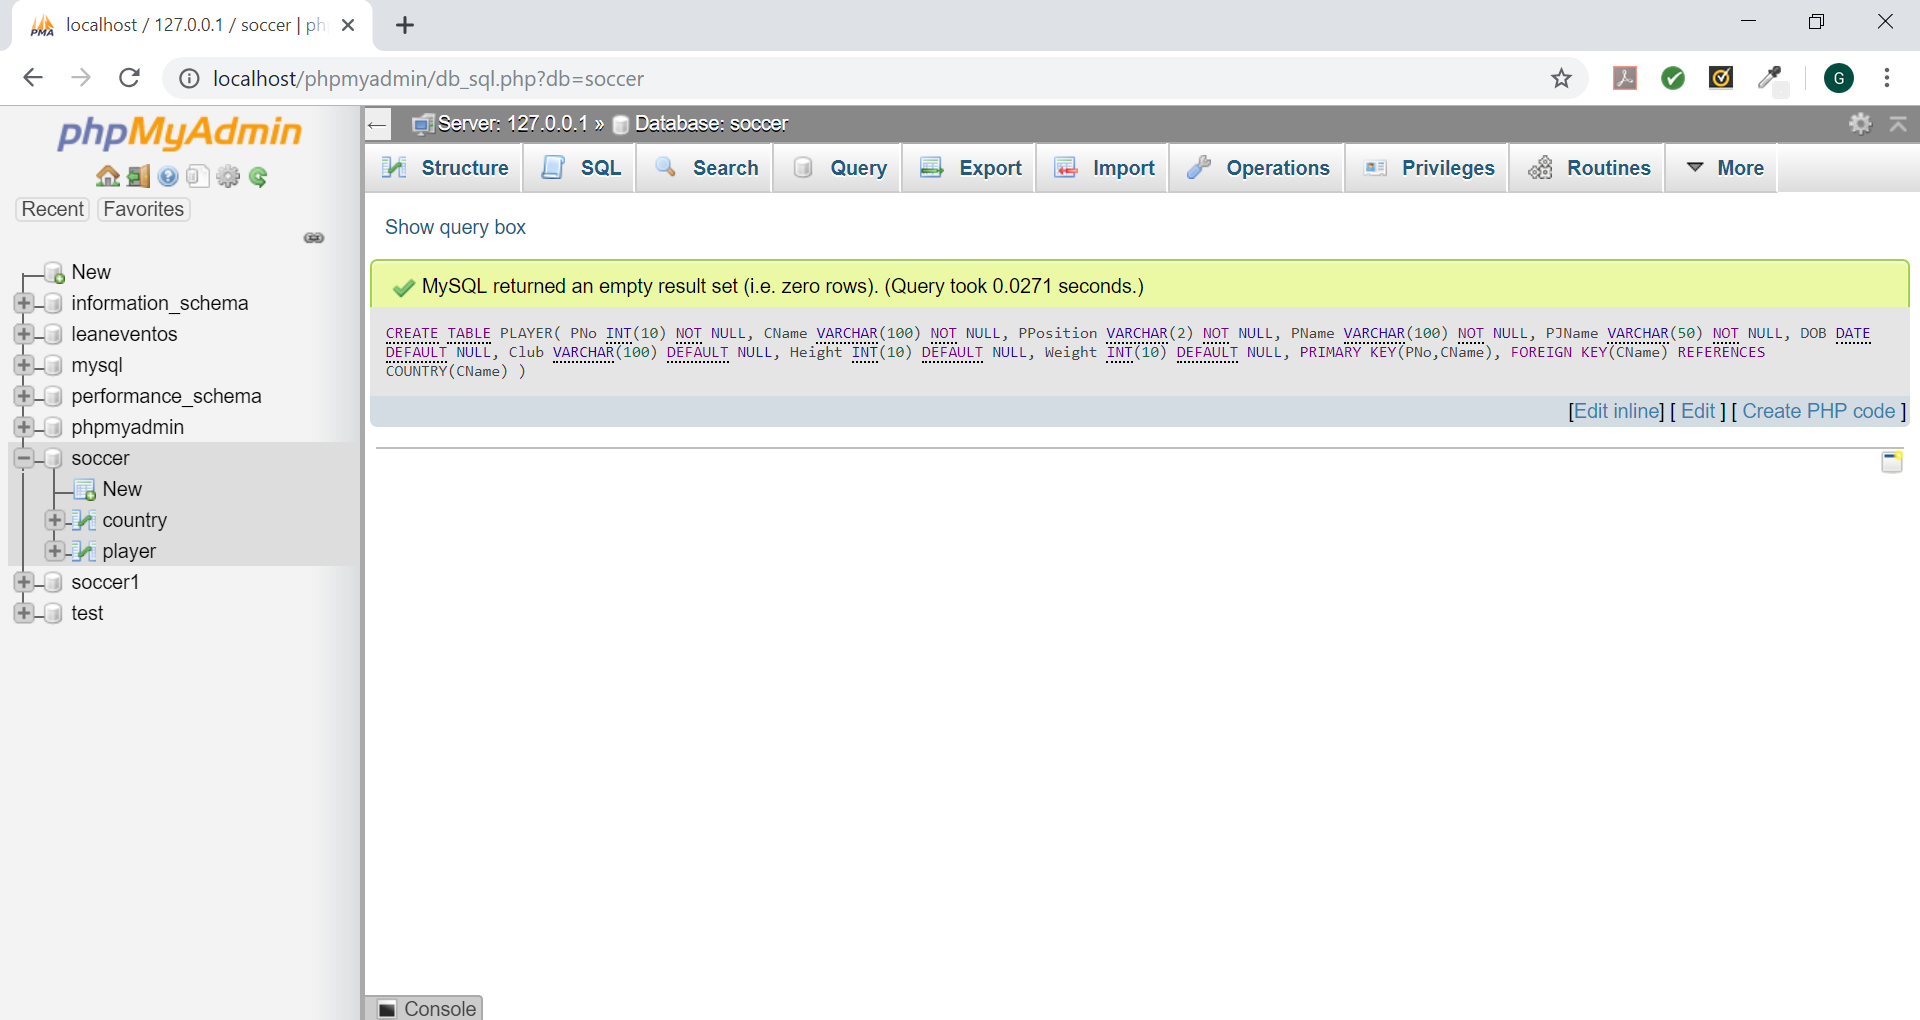 localhost / 127.0.0.1 / soccer | ph
localhost/phpmyadmin/db_sql.php?db=soccer
G
phpMyAdmin
Recent Favorites
New
information_schema
leaneventos
mysql
performance_schema
phpmyadmin
soccer
New
country
player
soccer1
test
Server: 127.0.0.1 » Database: soccer
Structure SQL Search Query Export Import Operations Privileges Routines More
Show query box
MySQL returned an empty result set (i.e. zero rows). (Query took 0.0271 seconds.)
CREATE TABLE PLAYER( PNo INT(10) NOT NULL, CName VARCHAR(100) NOT NULL, PPosition VARCHAR(2) NOT NULL, PName VARCHAR(100) NOT NULL, PJName VARCHAR(50) NOT NULL, DOB DATE
DEFAULT NULL, Club VARCHAR(100) DEFAULT NULL, Height INT(10) DEFAULT NULL, Weight INT(10) DEFAULT NULL, PRIMARY KEY(PNo,CName), FOREIGN KEY(CName) REFERENCES
COUNTRY(CName) )
[Edit inline] [ Edit ] [ Create PHP code ]
Console